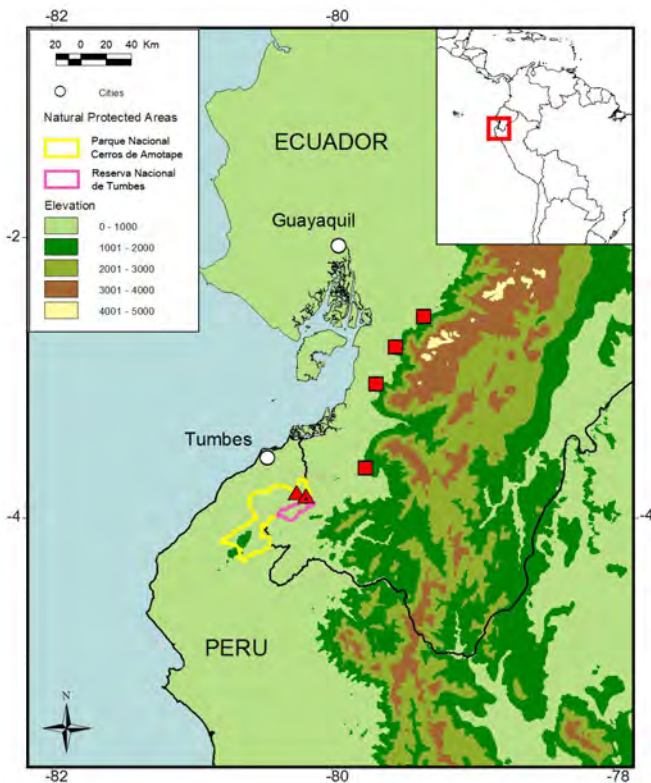 -82
-80
20 0 20 40 Km
Cities
Natural Protected Areas
Parque Nacional
Cerros de Amotape
Reserva Nacional
de Tumbes
Elevation
0 - 1000
1001 - 2000
2001 - 3000
3001 - 4000
4001 - 5000
ECUADOR
Guayaquil
-2
Tumbes
-4
-4
PERU
N
-82
-80
-78